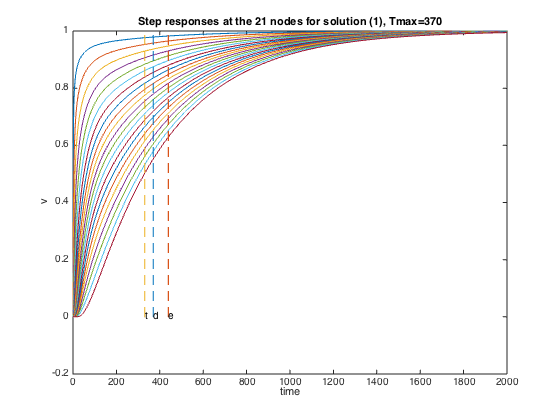 Step responses at the 21 nodes for solution (1), Tmax=370
1
0.8
0.6
v
0.4
0.2
0
t d e
-0.2
0 200 400 600 800 1000 1200 1400 1600 1800 2000
time